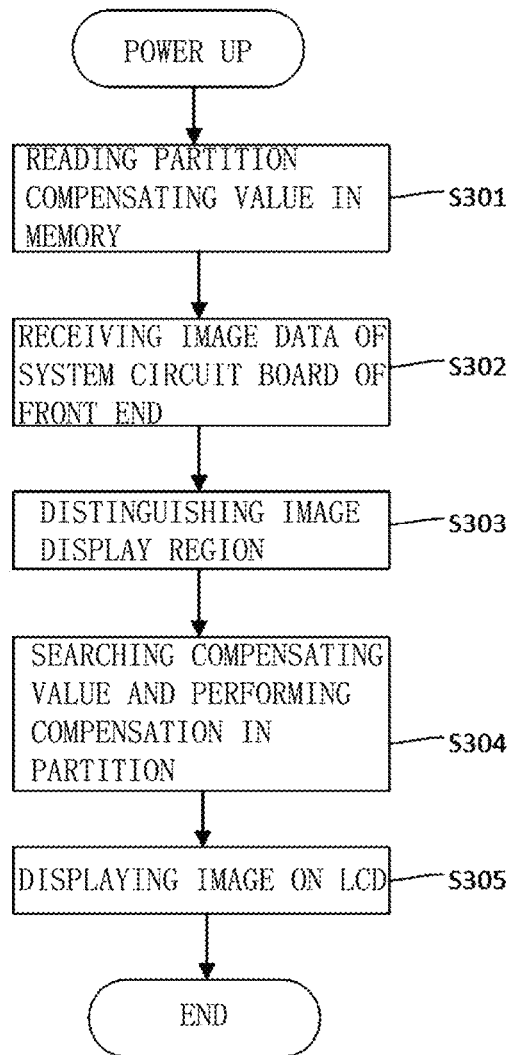 POWER UP
READING PARTITION
COMPENSATING VALUE IN
MEMORY
S301
RECEIVING IMAGE DATA OF
SYSTEM CIRCUIT BOARD OF
FRONT END
S302
DISTINGUISHING IMAGE
DISPLAY REGION
S303
SEARCHING COMPENSATING
VALUE AND PERFORMING
COMPENSATION IN
PARTITION
S304
DISPLAYING IMAGE ON LCD
S305
END